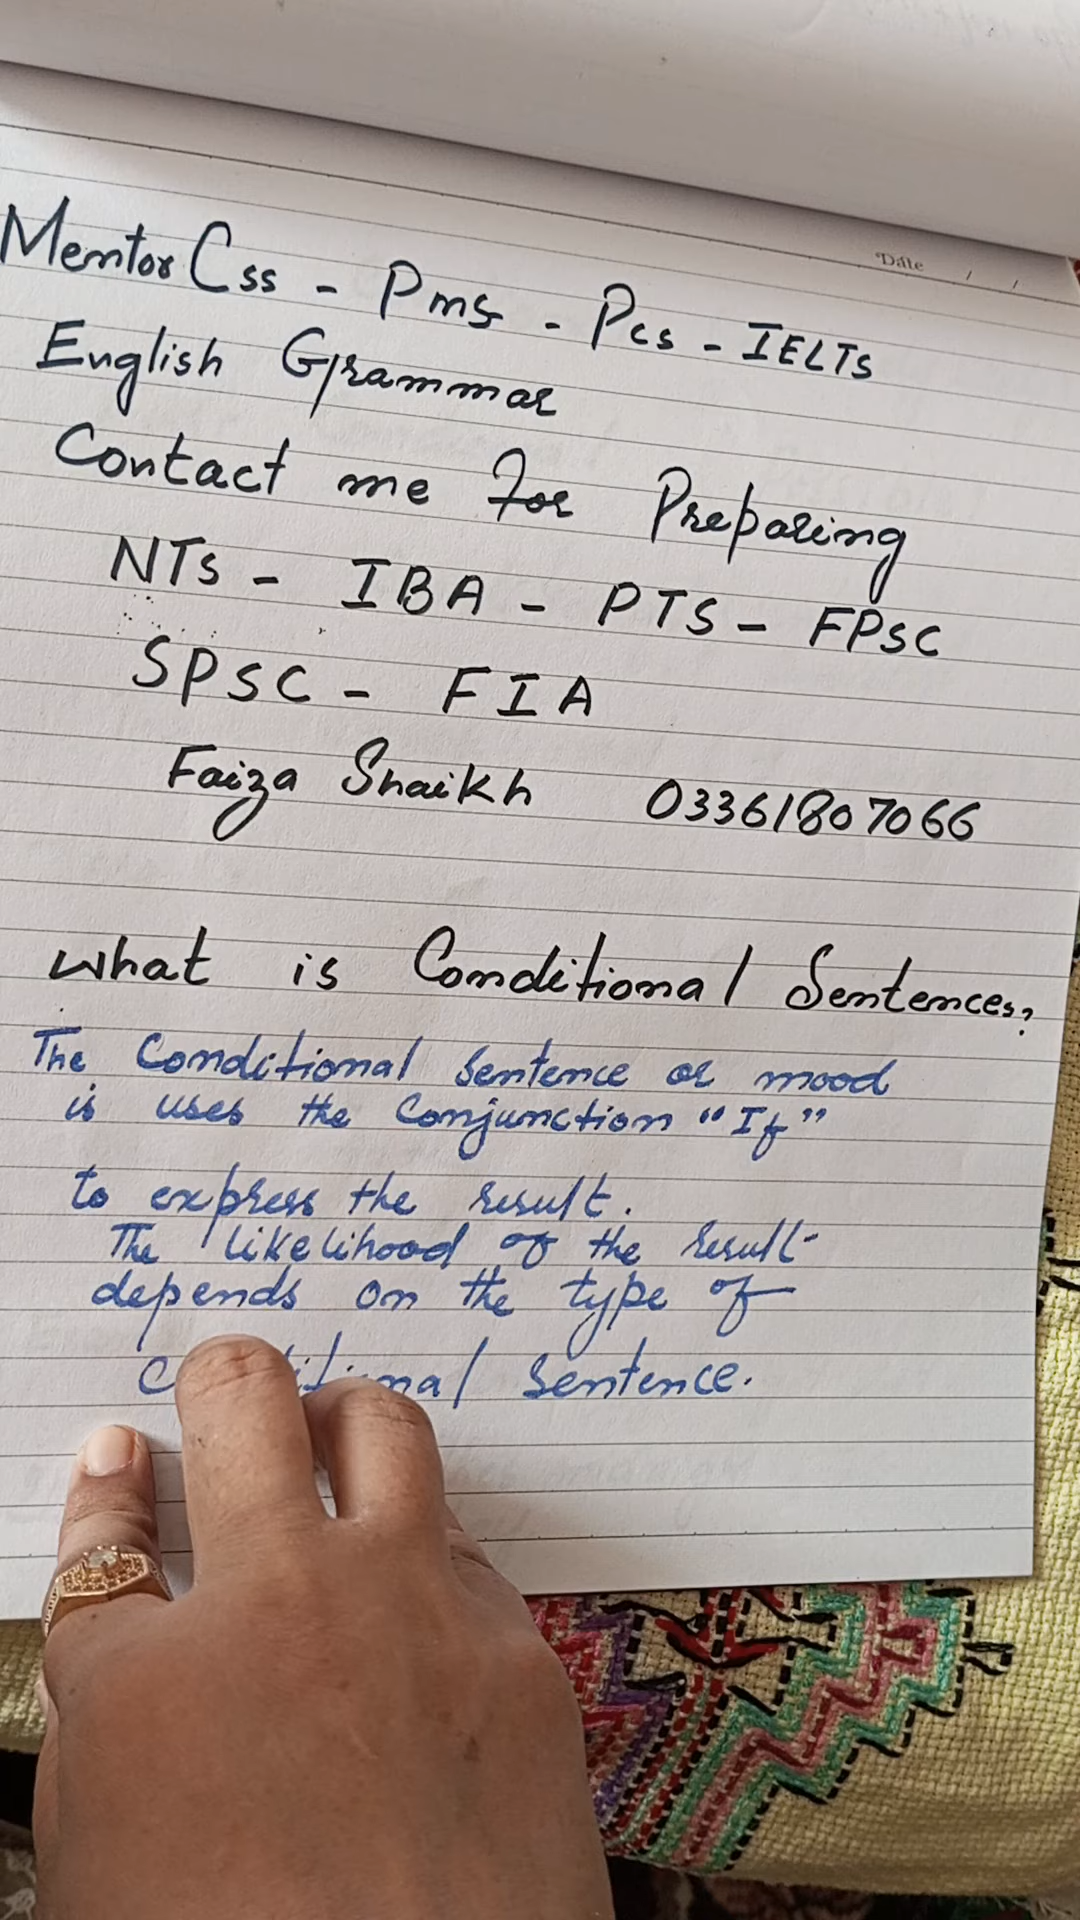 Date / /
Mentor Css - Pms - Pcs - IELTs
English Grammar
Contact me For Preparing
NTs - IBA - PTS - FPSC
SPSC - FIA
Faiza Shaikh 03361807066
What is Conditional Sentences?
The Conditional Sentence or mood
is uses the Conjunction "If"
to express the result.
The likelihood of the result
depends on the type of
Sentence.